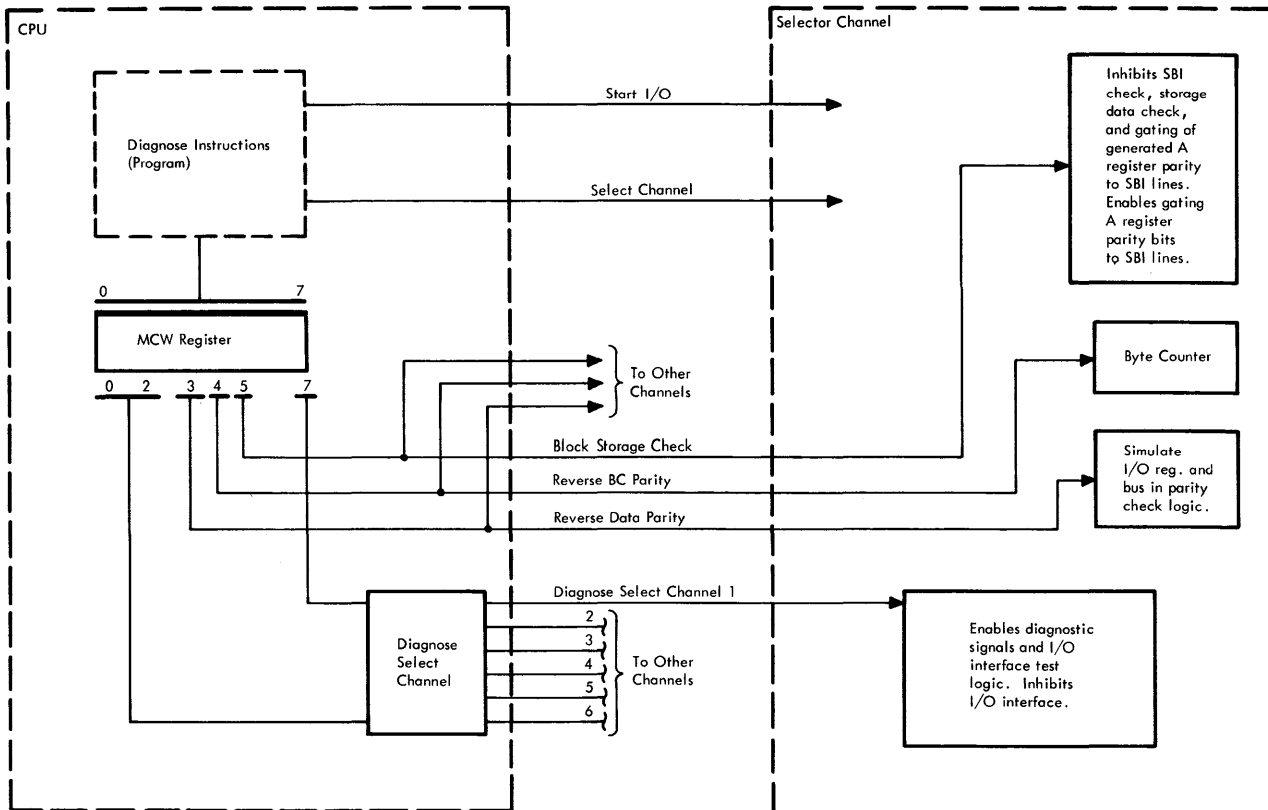 CPU
Selector Channel
Start I/O
Diagnose Instructions
(Program)
Select Channel
Inhibits SBI
check, storage
data check,
and gating of
generated A
register parity
to SBI lines.
Enables gating
A register
parity bits
to SBI lines.
0 7
MCW Register
0 2 3 4 5 7
To Other
Channels
Byte Counter
Block Storage Check
Reverse BC Parity
Reverse Data Parity
Simulate
I/O reg. and
bus in parity
check logic.
Diagnose Select Channel 1
Diagnose
Select
Channel
2
3
4
5
6
To Other
Channels
Enables diagnostic
signals and I/O
interface test
logic. Inhibits
I/O interface.